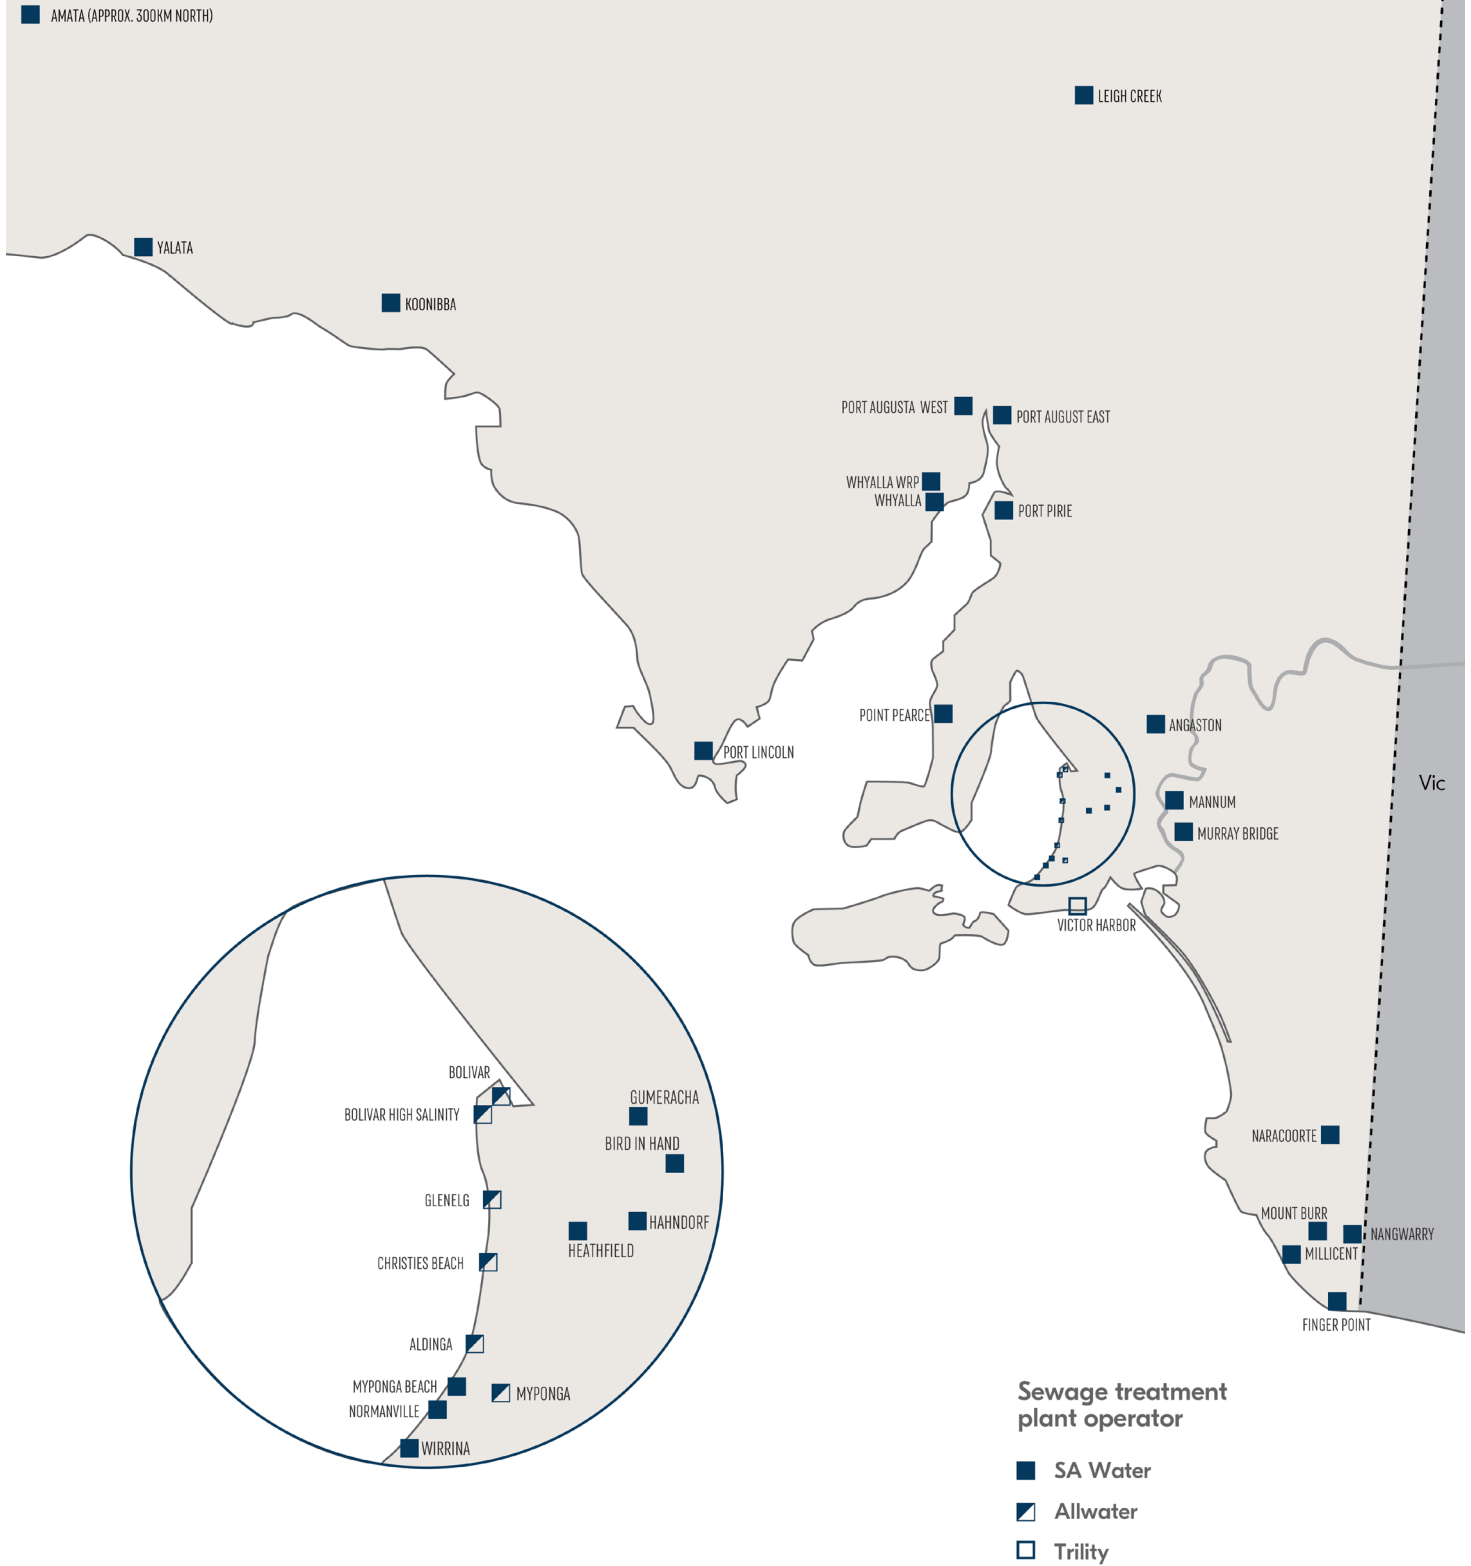 AMATA (APPROX. 300KM NORTH)
LEIGH CREEK
YALATA
KOONIBBA
PORT AUGUSTA WEST
PORT AUGUST EAST
WHYALLA WRP
WHYALLA
PORT PIRIE
POINT PEARCE
ANGASTON
PORT LINCOLN
Vic
MANNUM
MURRAY BRIDGE
VICTOR HARBOR
BOLIVAR
GUMERACHA
BOLIVAR HIGH SALINITY
BIRD IN HAND
NARACOORTE
GLENELG
HAHNDORF
MOUNT BURR
NANGWARRY
HEATHFIELD
MILLICENT
CHRISTIES BEACH
FINGER POINT
ALDINGA
MYPONGA BEACH
MYPONGA
NORMANVILLE
WIRRINA
Sewage treatment
plant operator
SA Water
Allwater
Trility